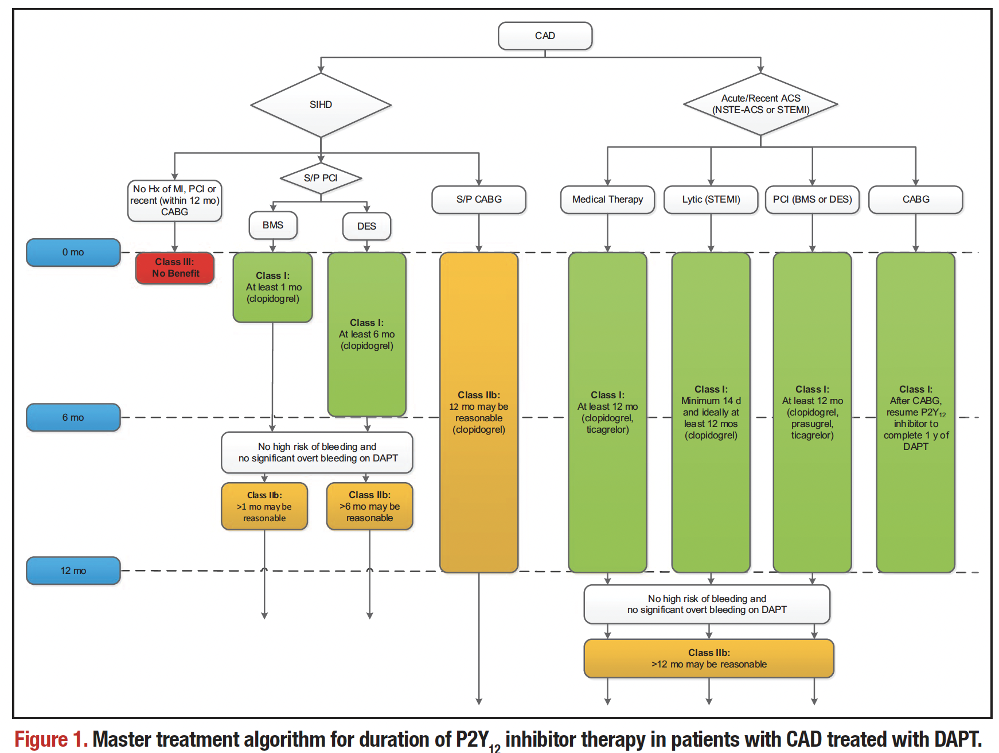 CAD
SIHD
Acute/Recent ACS
(NSTE-ACS or STEMI)
No Hx of MI, PCI or
recent (within 12 mo)
CABG
S/P PCI
BMS
DES
S/P CABG
Medical Therapy
Lytic (STEMI)
PCI (BMS or DES)
CABG
0 mo
Class III:
No Benefit
Class I:
At least 1 mo
(clopidogrel)
Class I:
At least 6 mo
(clopidogrel)
Class IIb:
12 mo may be
reasonable
(clopidogrel)
Class I:
At least 12 mo
(clopidogrel,
ticagrelor)
Class I:
Minimum 14 d
and ideally at
least 12 mos
(clopidogrel)
Class I:
At least 12 mo
(clopidogrel,
prasugrel,
ticagrelor)
Class I:
After CABG,
resume P2Y12
inhibitor to
complete 1 y of
DAPT
6 mo
No high risk of bleeding and
no significant overt bleeding on DAPT
Class IIb:
>1 mo may be
reasonable
Class IIb:
>6 mo may be
reasonable
12 mo
No high risk of bleeding and
no significant overt bleeding on DAPT
Class IIb:
>12 mo may be reasonable
Figure 1. Master treatment algorithm for duration of P2Y12 inhibitor therapy in patients with CAD treated with DAPT.